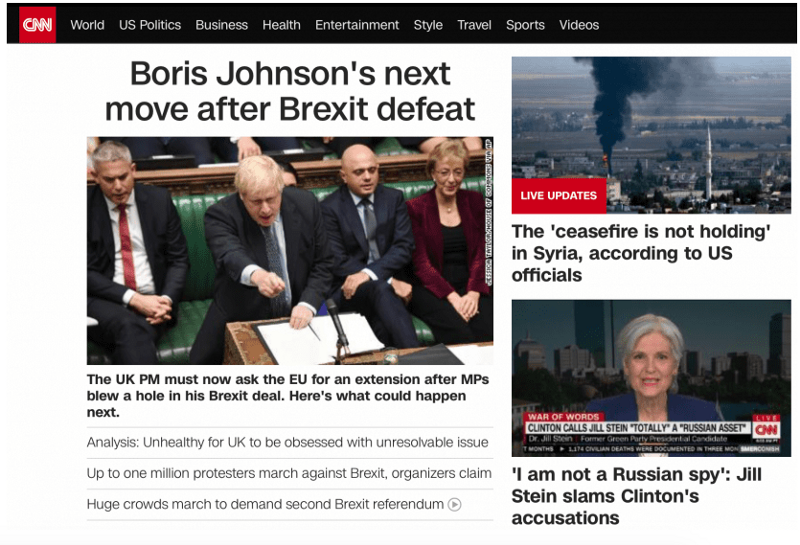 CNN
World US Politics Business Health Entertainment Style Travel Sports Videos
Boris Johnson's next
move after Brexit defeat
JESSICA TAYLOR/HOUSE OF COMMONS VIA AP
The UK PM must now ask the EU for an extension after MPs
blew a hole in his Brexit deal. Here's what could happen
next.
Analysis: Unhealthy for UK to be obsessed with unresolvable issue
Up to one million protesters march against Brexit, organizers claim
Huge crowds march to demand second Brexit referendum
LIVE UPDATES
The 'ceasefire is not holding'
in Syria, according to US
officials
WAR OF WORDS
LIVE
CLINTON CALLS JILL STEIN "TOTALLY" A "RUSSIAN ASSET"
CNN
Dr. Jill Stein Former Green Party Presidential Candidate
T MONTHS 1,174 CIVILIAN DEATHS WERE DOCUMENTED IN THREE MON SMERCONISH
'I am not a Russian spy': Jill
Stein slams Clinton's
accusations